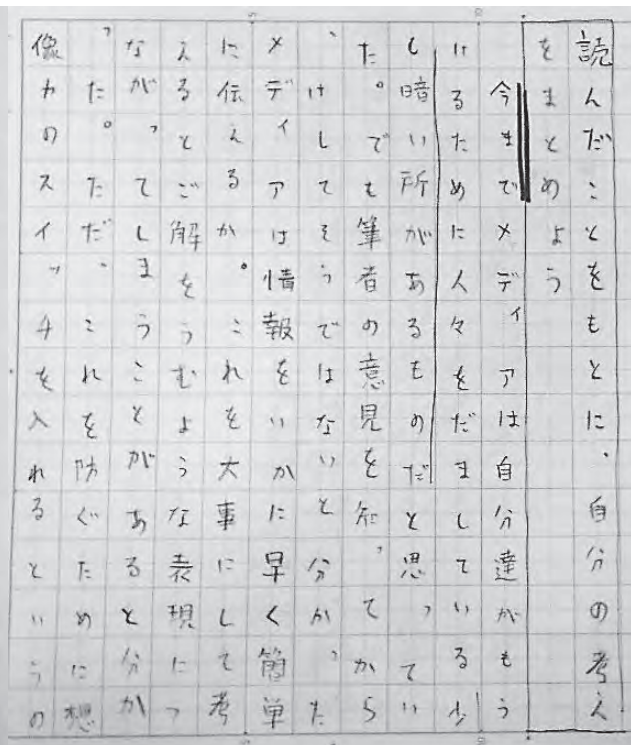 読んだことをもとに、自分の考え
をまとめよう
今までメディアは自分達がもう
けるために人々をだましている少
し暗い所があるものだと思ってい
た。でも筆者の意見を知ってから
、けしてそうではないと分かった
メディアは情報をいかに早く簡単
に伝えるか。これを大事にして考
えるとご解をうむような表現につ
ながってしまうことがあると分か
った。ただ、これを防ぐために想
像力のスイッチを入れるというの